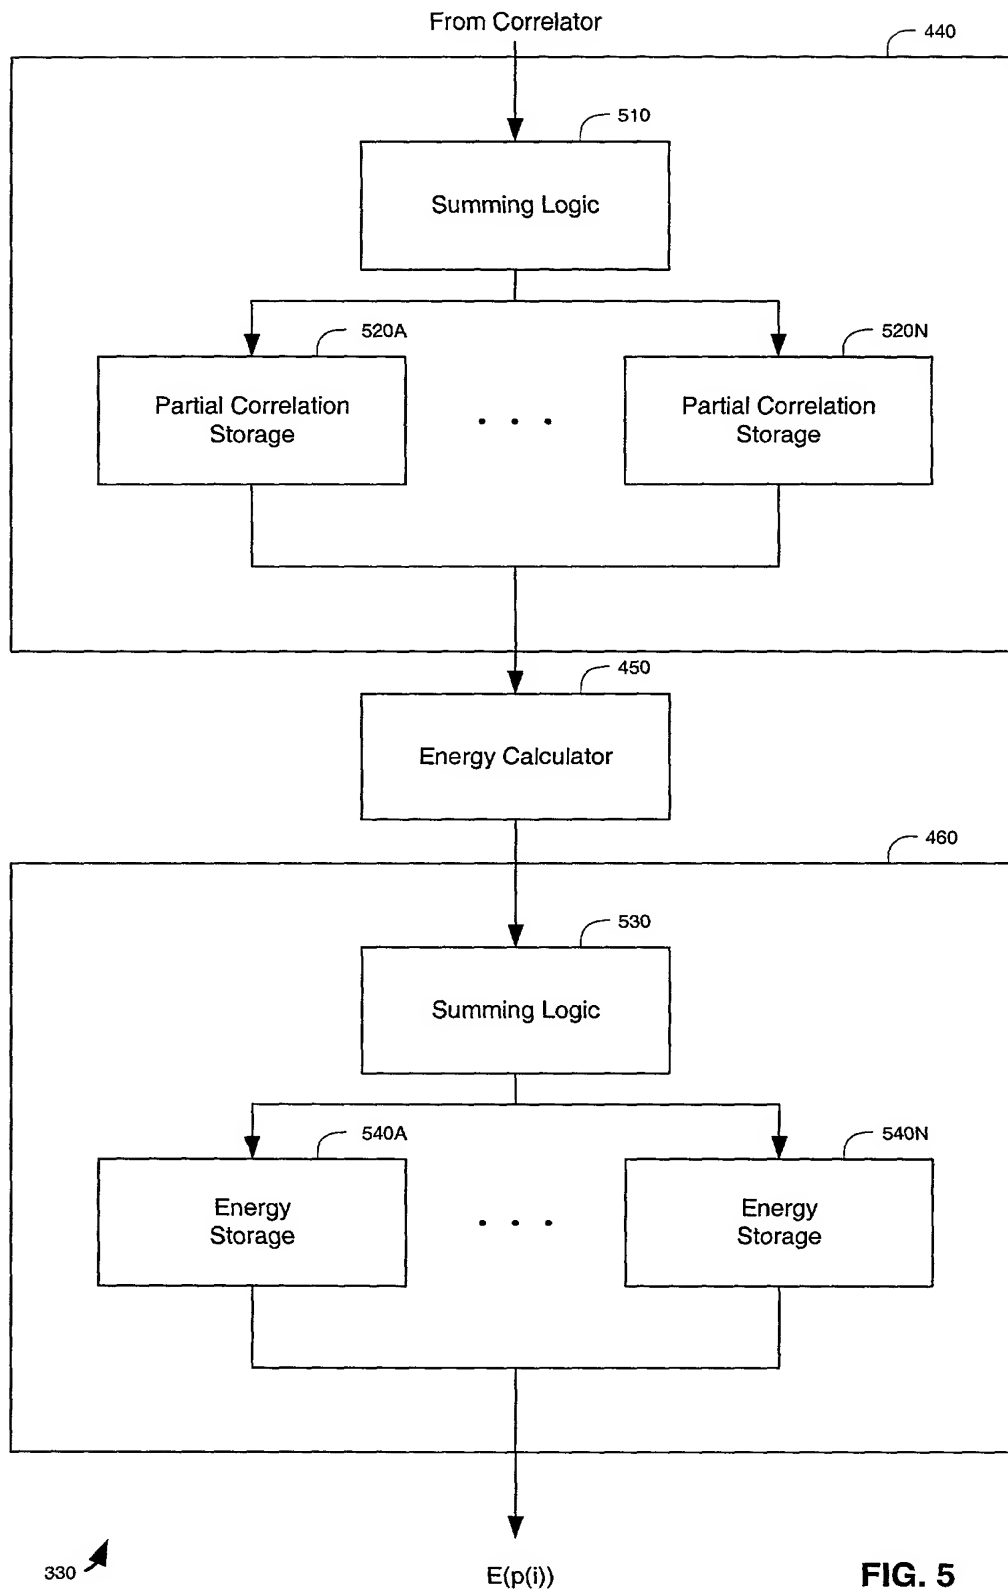 From Correlator
440
510
Summing Logic
520A
520N
Partial Correlation
Storage
Partial Correlation
Storage
450
Energy Calculator
460
530
Summing Logic
540A
540N
Energy
Storage
Energy
Storage
330
E(p(i))
FIG. 5